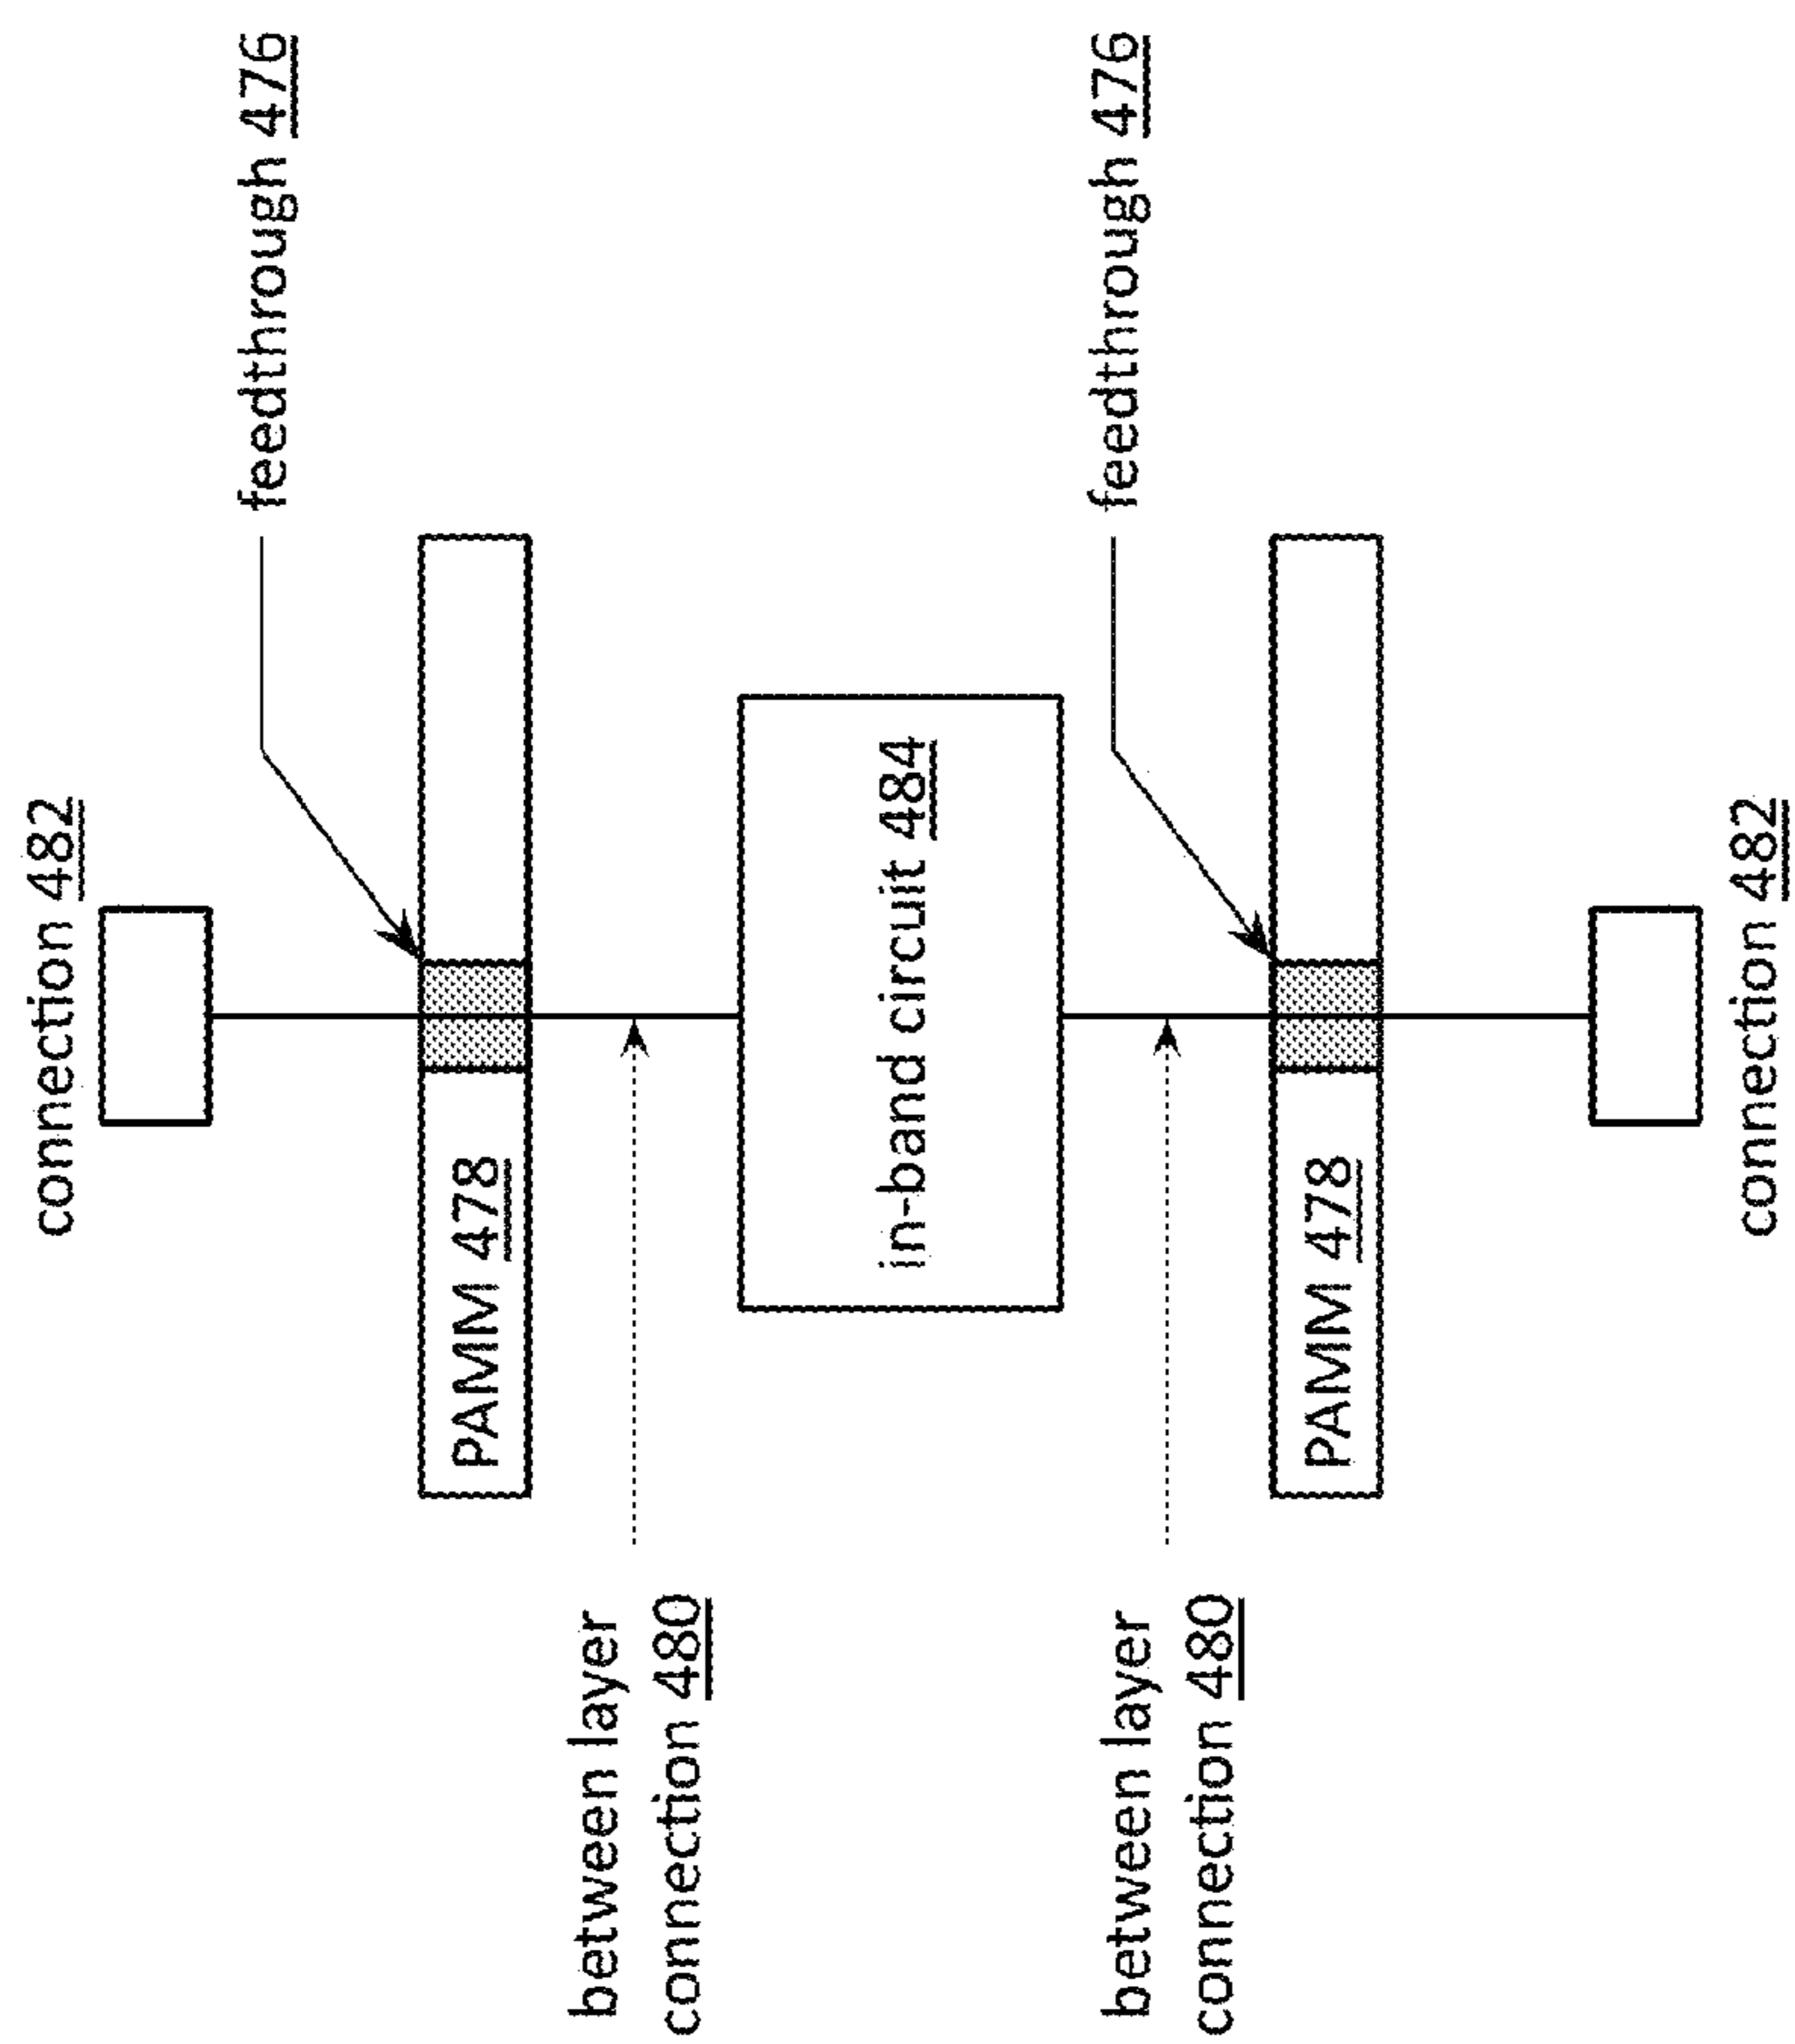 connection 482
feedthrough 476
PAMM 478
between layer
connection 480
in-band circuit 484
feedthrough 476
between layer
connection 480
PAMM 478
connection 482